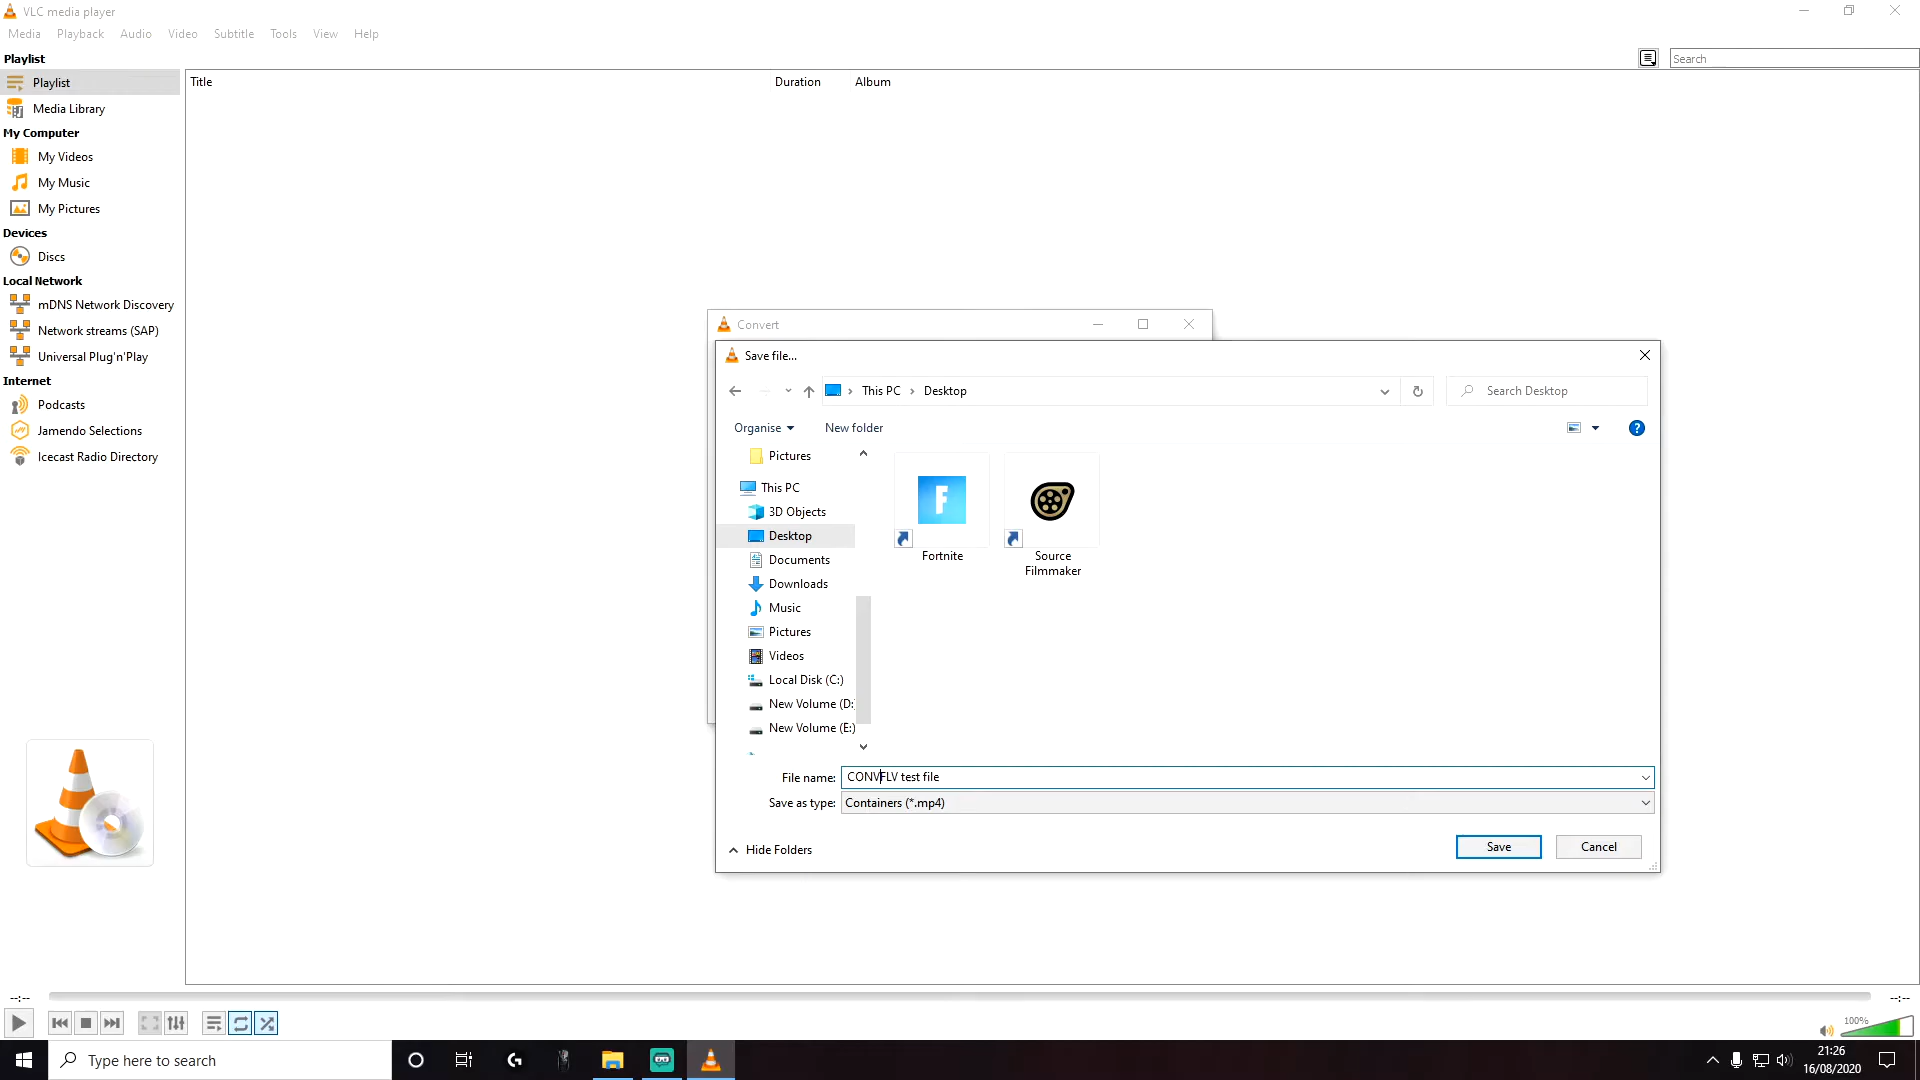 VLC media player
Media Playback Audio Video Subtitle Tools View Help
Playlist
Search
Playlist
Title Duration Album
Media Library
My Computer
My Videos
My Music
My Pictures
Devices
Discs
Local Network
mDNS Network Discovery
Network streams (SAP)
Universal Plug'n'Play
Internet
Podcasts
Jamendo Selections
Icecast Radio Directory
Convert
Save file...
This PC > Desktop
Search Desktop
Organise New folder
Pictures
This PC
3D Objects
Desktop
Documents
Downloads
Music
Pictures
Videos
Local Disk (C:)
New Volume (D:
New Volume (E:)
F
Fortnite
Source
Filmmaker
File name: CONVFLV test file
Save as type: Containers (*.mp4)
Hide Folders
Save Cancel
--:-- --:--
100%
Type here to search
21:26
16/08/2020